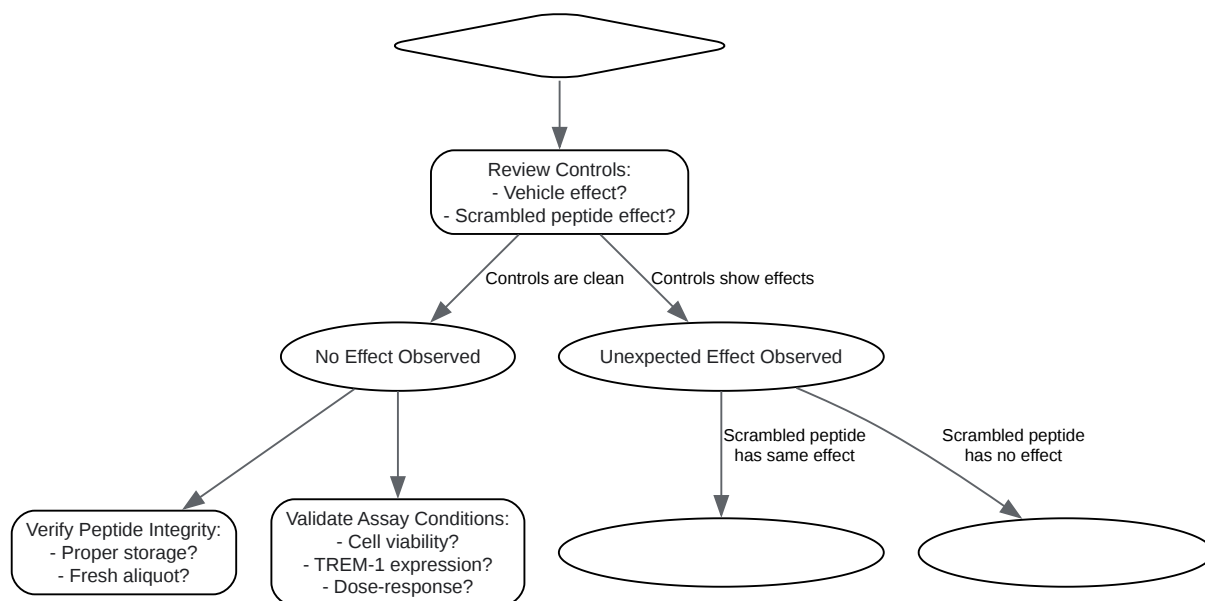 Review Controls:
- Vehicle effect?
- Scrambled peptide effect?
Controls are clean
Controls show effects
No Effect Observed
Unexpected Effect Observed
Scrambled peptide
has same effect
Scrambled peptide
has no effect
Verify Peptide Integrity:
- Proper storage?
- Fresh aliquot?
Validate Assay Conditions:
- Cell viability?
- TREM-1 expression?
- Dose-response?